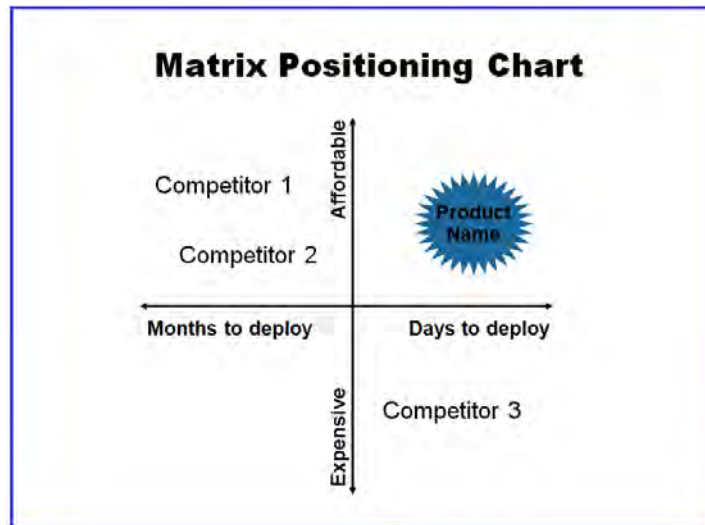 Matrix Positioning Chart
Affordable
Competitor 1
Product
Name
Competitor 2
Months to deploy
Days to deploy
Expensive
Competitor 3